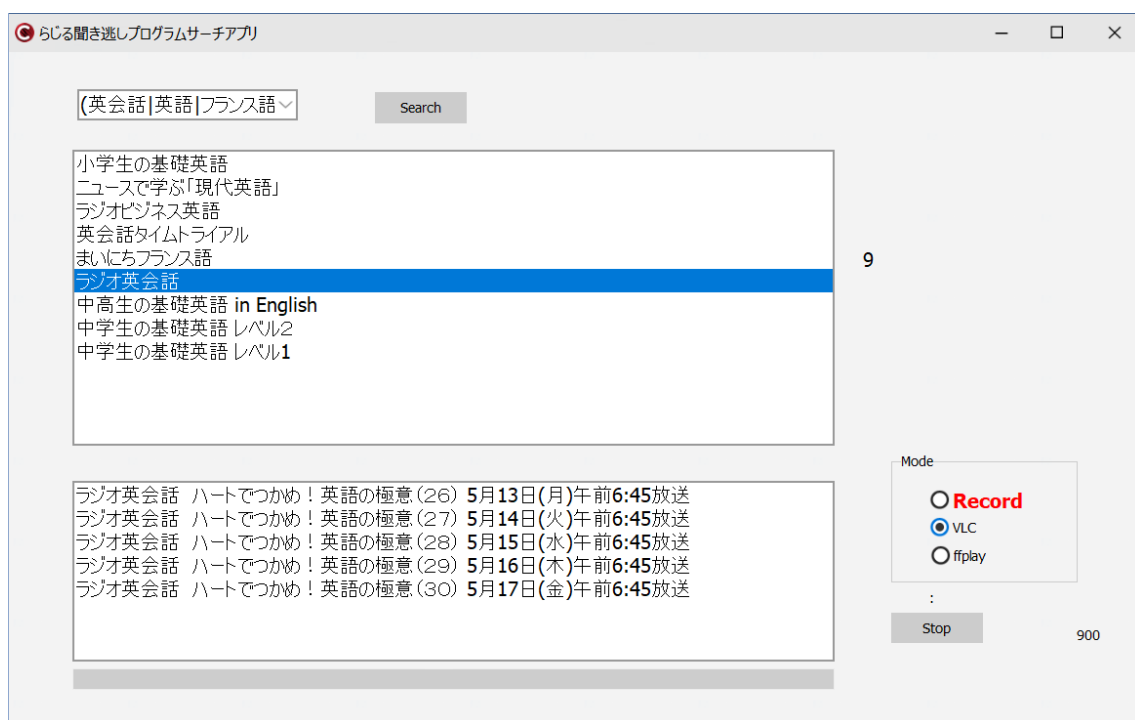 らじる聞き逃しプログラムサーチアプリ
(英会話|英語|フランス語
Search
小学生の基礎英語
ニュースで学ぶ「現代英語」
ラジオビジネス英語
英会話タイムトライアル
まいにちフランス語
ラジオ英会話
中高生の基礎英語 in English
中学生の基礎英語 レベル2
中学生の基礎英語 レベル1
9
ラジオ英会話 ハートでつかめ！英語の極意(26) 5月13日(月)午前6:45放送
ラジオ英会話 ハートでつかめ！英語の極意(27) 5月14日(火)午前6:45放送
ラジオ英会話 ハートでつかめ！英語の極意(28) 5月15日(水)午前6:45放送
ラジオ英会話 ハートでつかめ！英語の極意(29) 5月16日(木)午前6:45放送
ラジオ英会話 ハートでつかめ！英語の極意(30) 5月17日(金)午前6:45放送
Mode
Record
VLC
ffplay
:
Stop
900